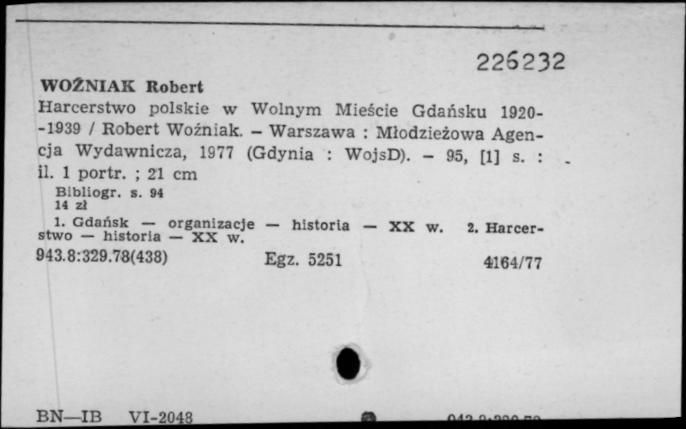 226232
WOŹNIAK Robert
Harcerstwo polskie w Wolnym Mieście Gdańsku 1920-
-1939 / Robert Woźniak. — Warszawa : Młodzieżowa Agen-
cja Wydawnicza, 1977 (Gdynia : WojsD). — 95, [1] s. :
il. 1 portr. ; 21 cm
Bibliogr. s. 94
14 zł
1. Gdańsk — organizacje — historia — XX w. 2. Harcer-
stwo — historia — XX w.
943.8:329.78(438) Egz. 5251 4164/77
BN—IB VI-2048